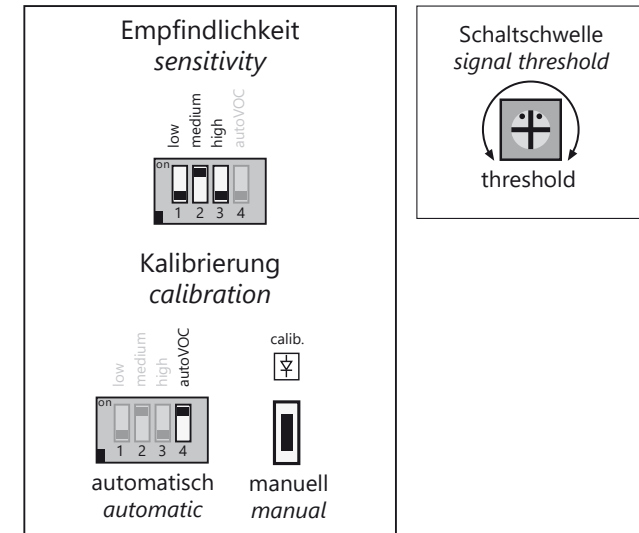 Empfindlichkeit
sensitivity
low
medium
high
autoVOC
on
1 2 3 4
Kalibrierung
calibration
low
medium
high
autoVOC
on
1 2 3 4
automatisch
automatic
calib.
manuell
manual
Schaltschwelle
signal threshold
threshold